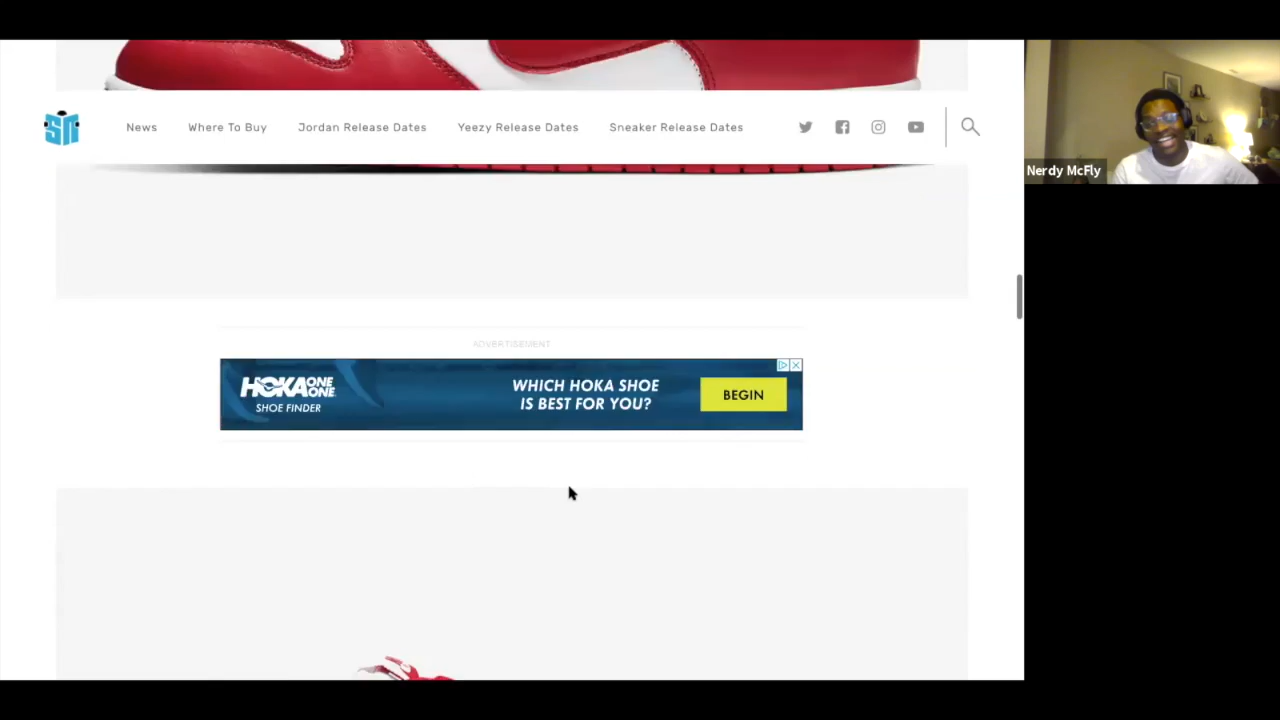 News
Where To Buy
Jordan Release Dates
Yeezy Release Dates
Sneaker Release Dates
Nerdy McFly
ADVERTISEMENT
HOKA ONE ONE
SHOE FINDER
WHICH HOKA SHOE
IS BEST FOR YOU?
BEGIN